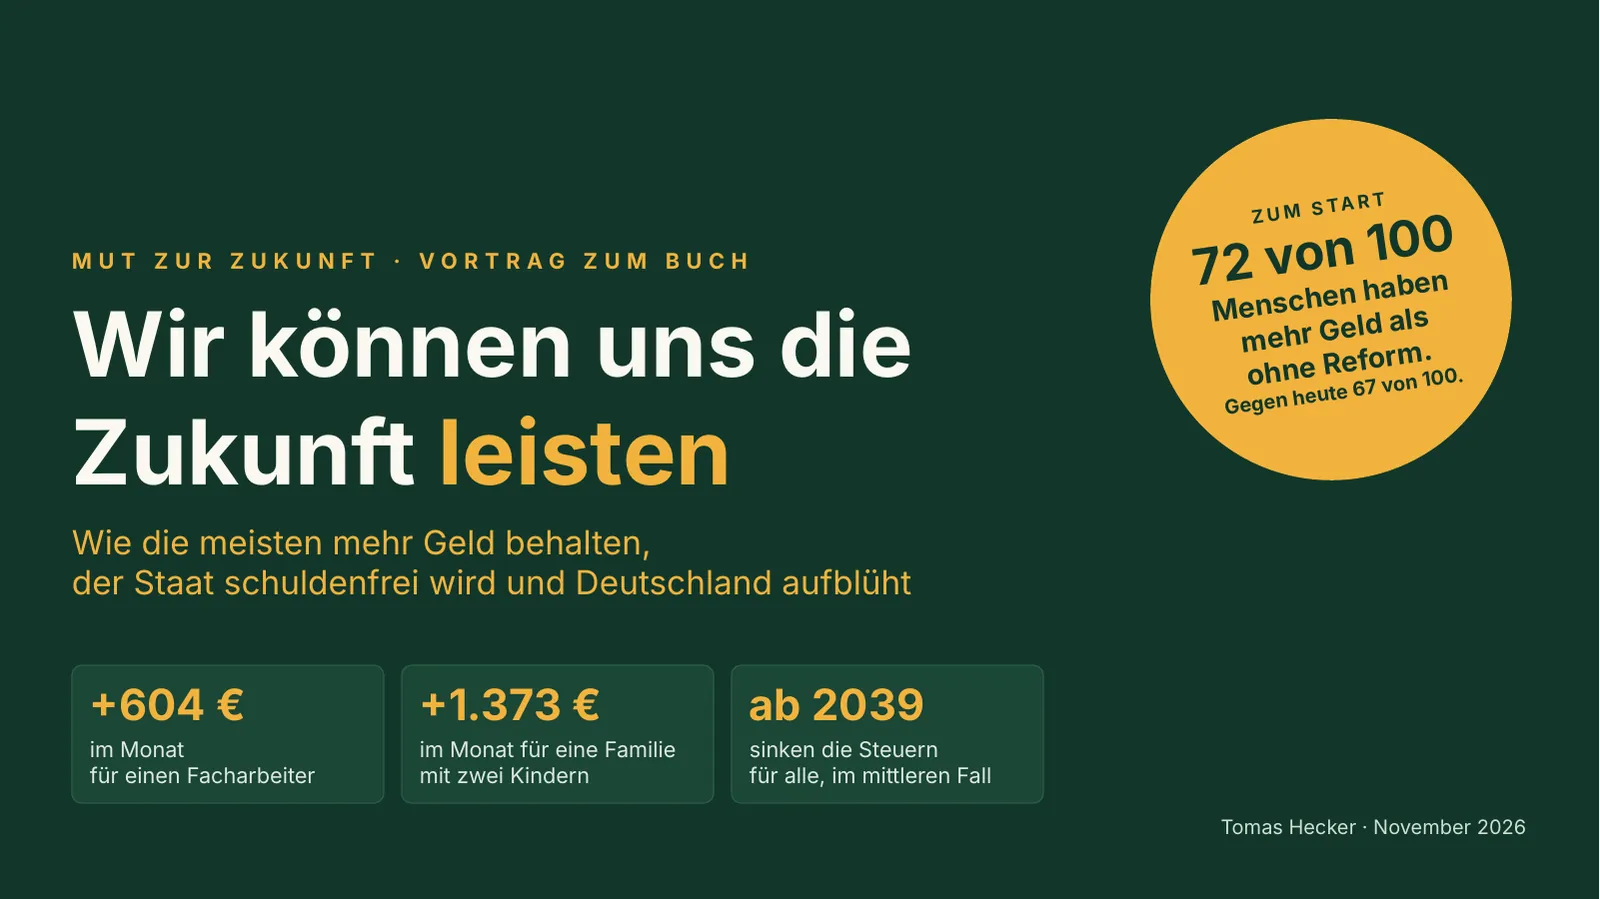 MUT ZUR ZUKUNFT · VORTRAG ZUM BUCH
Wir können uns die
Zukunft leisten
Wie die meisten mehr Geld behalten,
der Staat schuldenfrei wird und Deutschland aufblüht
ZUM START
72 von 100
Menschen haben
mehr Geld als
ohne Reform.
Gegen heute 67 von 100.
+604 €
im Monat
für einen Facharbeiter
+1.373 €
im Monat für eine Familie
mit zwei Kindern
ab 2039
sinken die Steuern
für alle, im mittleren Fall
Tomas Hecker · November 2026